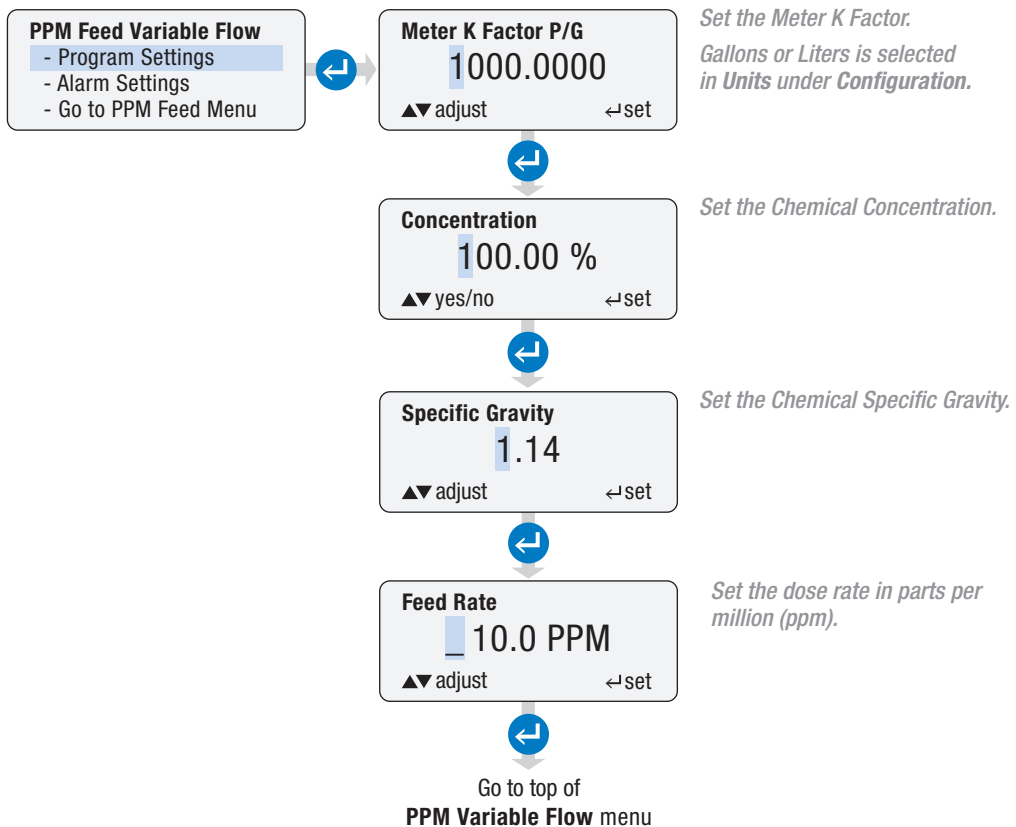 PPM Feed Variable Flow
- Program Settings
- Alarm Settings
- Go to PPM Feed Menu
Meter K Factor P/G
1000.0000
▲▼ adjust ↵set
Set the Meter K Factor.
Gallons or Liters is selected
in Units under Configuration.
Concentration
100.00 %
▲▼ yes/no ↵set
Set the Chemical Concentration.
Specific Gravity
1.14
▲▼ adjust ↵set
Set the Chemical Specific Gravity.
Feed Rate
_ 10.0 PPM
▲▼ adjust ↵set
Set the dose rate in parts per
million (ppm).
Go to top of
PPM Variable Flow menu